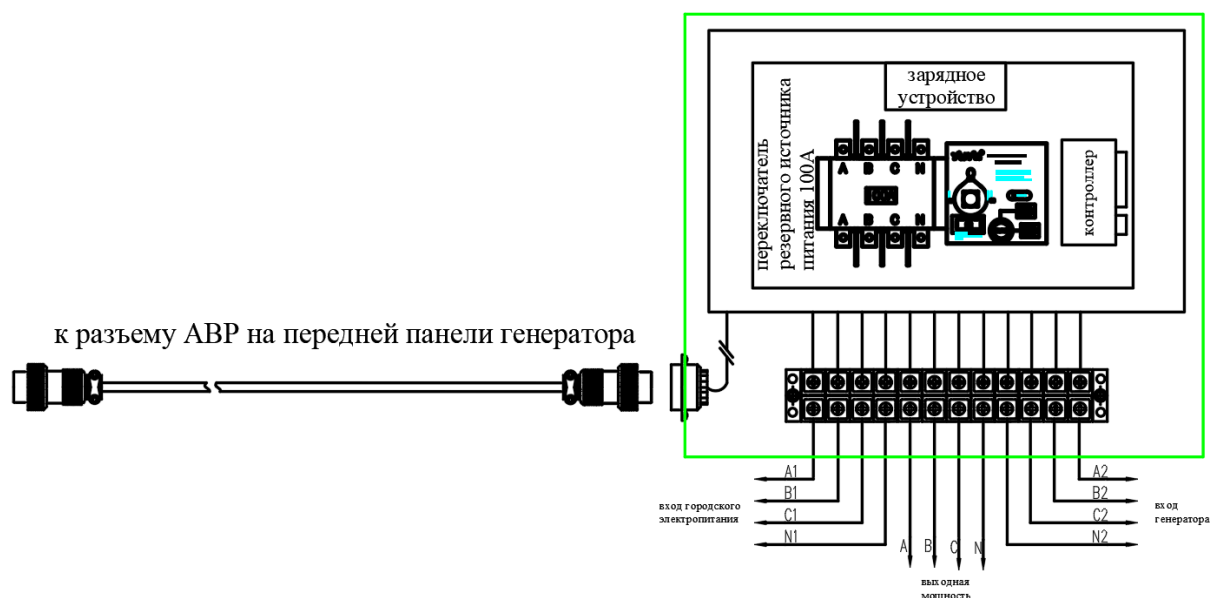 зарядное
устройство
переключатель
резервного источника
питания 100А
контроллер
A B C N
A B C N
к разъему АВР на передней панели генератора
A1 A2
B1 B2
вход городского
электропитания
вход
генератора
C1 C2
N1 N2
A B C N
выходная
мощность